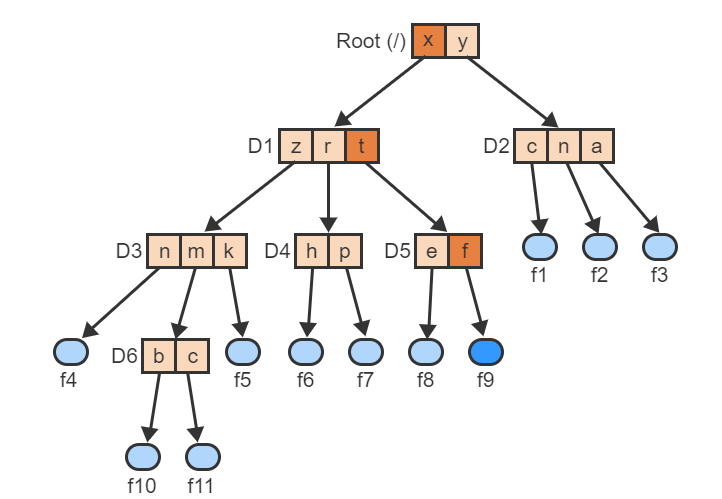 Root (/) x y
D1 z r t D2 c n a
D3 n m k D4 h p D5 e f
f1 f2 f3
D6 b c
f4 f5 f6 f7 f8 f9
f10 f11